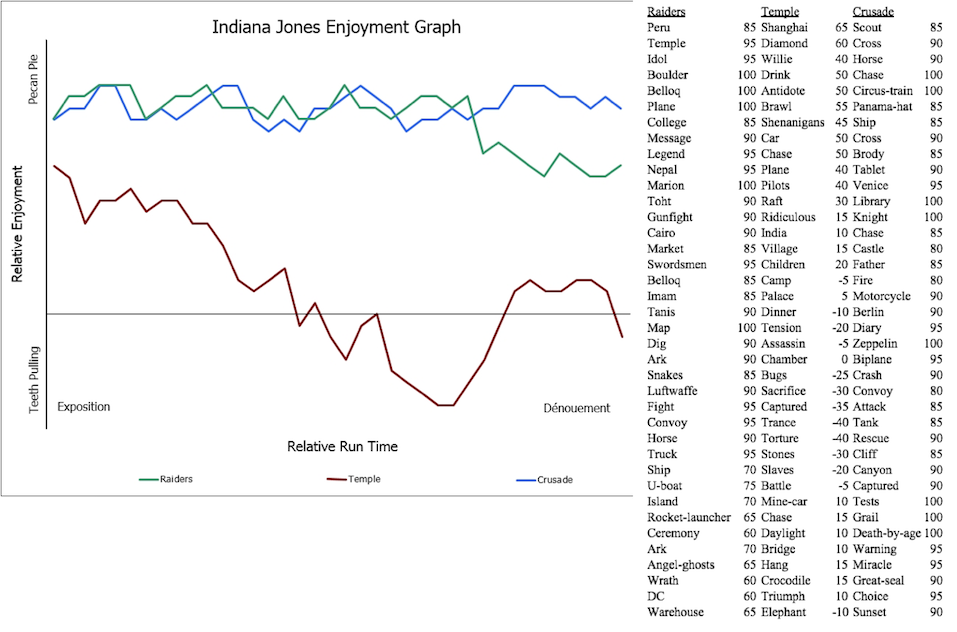 Indiana Jones Enjoyment Graph
Pecan Pie
Relative Enjoyment
Teeth Pulling
Exposition
Dénouement
Relative Run Time
Raiders
Temple
Crusade
Raiders Temple Crusade
Peru 85 Shanghai 65 Scout 85
Temple 95 Diamond 60 Cross 90
Idol 95 Willie 40 Horse 90
Boulder 100 Drink 50 Chase 100
Belloq 100 Antidote 50 Circus-train 100
Plane 100 Brawl 55 Panama-hat 85
College 85 Shenanigans 45 Ship 85
Message 90 Car 50 Cross 90
Legend 95 Chase 50 Brody 85
Nepal 95 Plane 40 Tablet 90
Marion 100 Pilots 40 Venice 95
Toht 90 Raft 30 Library 100
Gunfight 90 Ridiculous 15 Knight 100
Cairo 90 India 10 Chase 85
Market 85 Village 15 Castle 80
Swordsmen 95 Children 20 Father 85
Belloq 85 Camp -5 Fire 80
Imam 85 Palace 5 Motorcycle 90
Tanis 90 Dinner -10 Berlin 90
Map 100 Tension -20 Diary 95
Dig 90 Assassin -5 Zeppelin 100
Ark 90 Chamber 0 Biplane 95
Snakes 85 Bugs -25 Crash 90
Luftwaffe 90 Sacrifice -30 Convoy 80
Fight 95 Captured -35 Attack 85
Convoy 95 Trance -40 Tank 85
Horse 90 Torture -40 Rescue 90
Truck 95 Stones -30 Cliff 85
Ship 70 Slaves -20 Canyon 90
U-boat 75 Battle -5 Captured 90
Island 70 Mine-car 10 Tests 100
Rocket-launcher 65 Chase 15 Grail 100
Ceremony 60 Daylight 10 Death-by-age 100
Ark 70 Bridge 10 Warning 95
Angel-ghosts 65 Hang 15 Miracle 95
Wrath 60 Crocodile 15 Great-seal 90
DC 60 Triumph 10 Choice 95
Warehouse 65 Elephant -10 Sunset 90